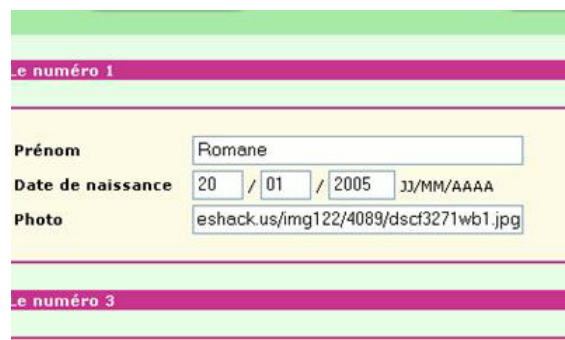 Le numéro 1
Prénom Romane
Date de naissance 20 / 01 / 2005 JJ/MM/AAAA
Photo eshack.us/img122/4089/dscf3271wb1.jpg
Le numéro 3